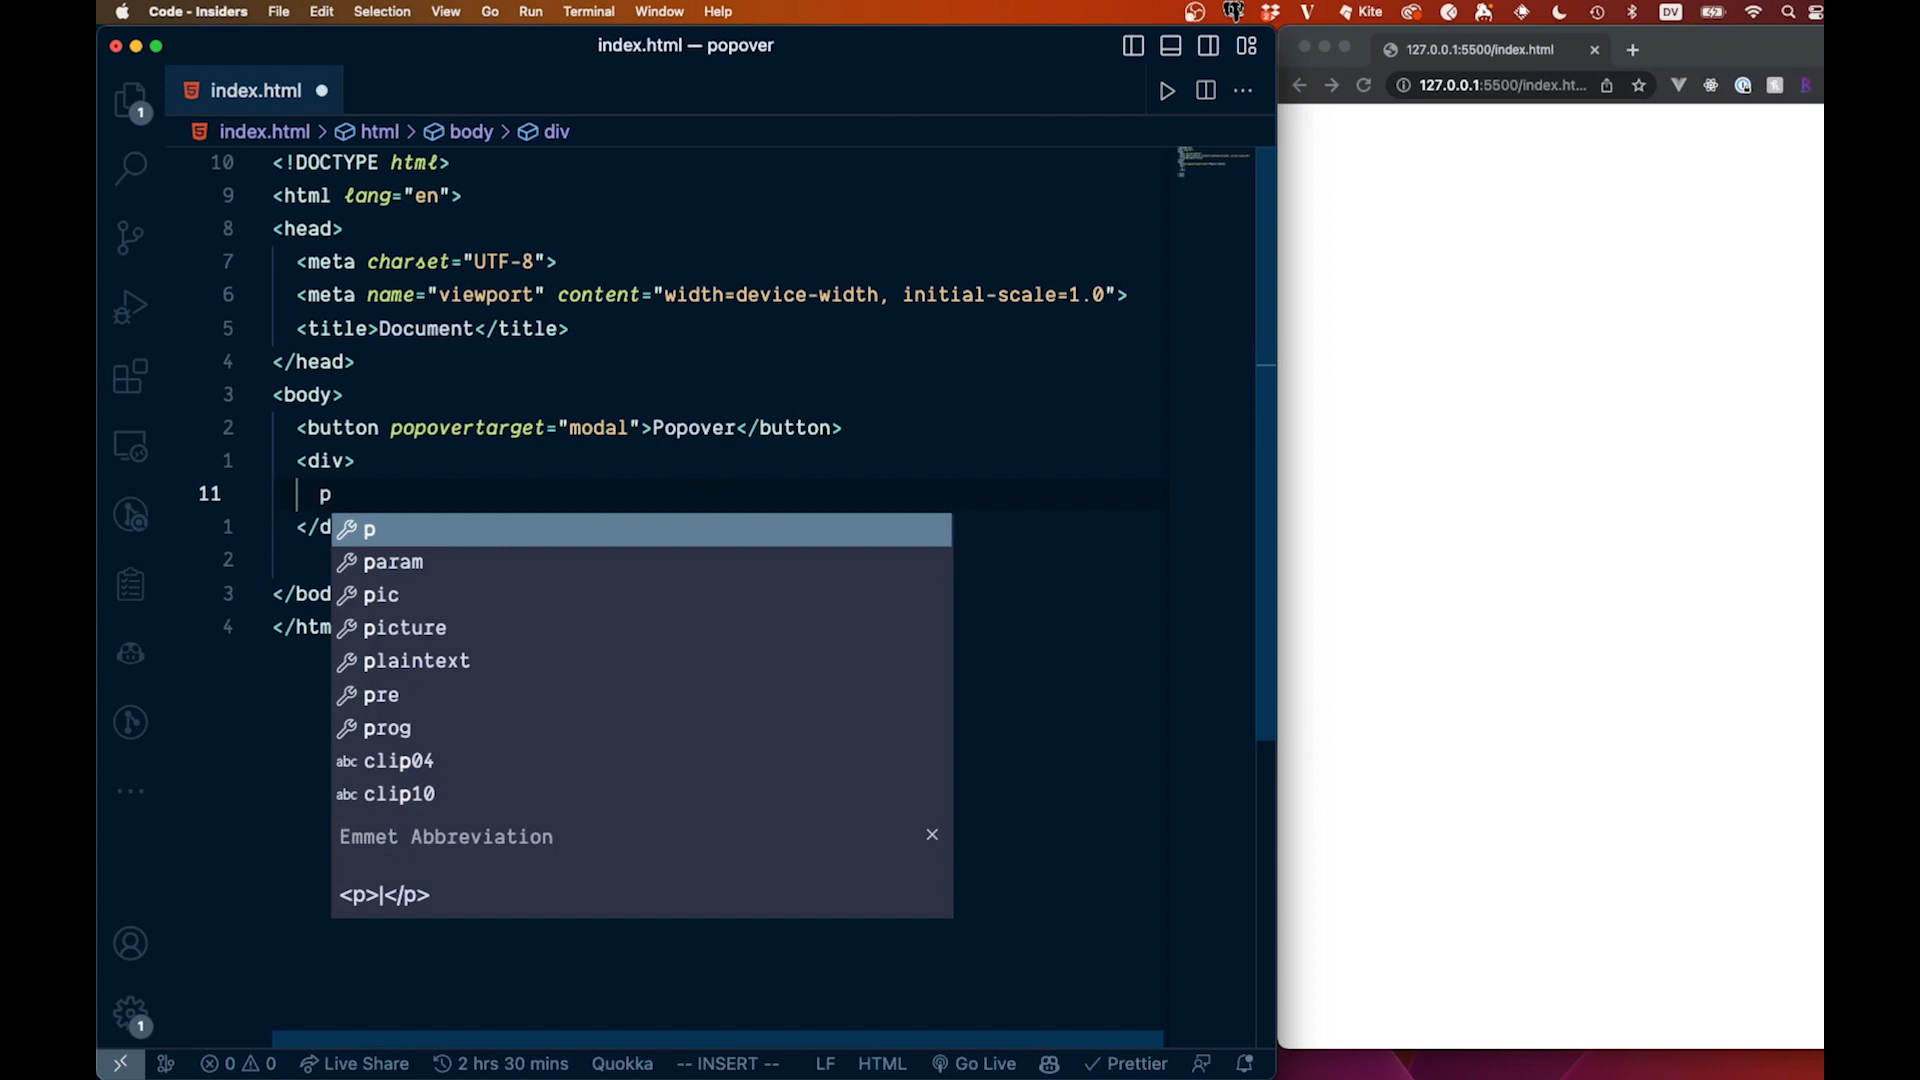 Code - Insiders File Edit Selection View Go Run Terminal Window Help V Kite DV
index.html — popover
127.0.0.1:5500/index.html
1
index.html
127.0.0.1:5500/index.ht...
index.html > html > body > div
10 <!DOCTYPE html>
9 <html lang="en">
8 <head>
7 <meta charset="UTF-8">
6 <meta name="viewport" content="width=device-width, initial-scale=1.0">
5 <title>Document</title>
4 </head>
3 <body>
2 <button popovertarget="modal">Popover</button>
1 <div>
11 p
1 </d
2
3 </bod
4 </htm
p
param
pic
picture
plaintext
pre
prog
abc clip04
abc clip10
Emmet Abbreviation
<p>|</p>
1
0 0 Live Share 2 hrs 30 mins Quokka -- INSERT -- LF HTML Go Live Prettier